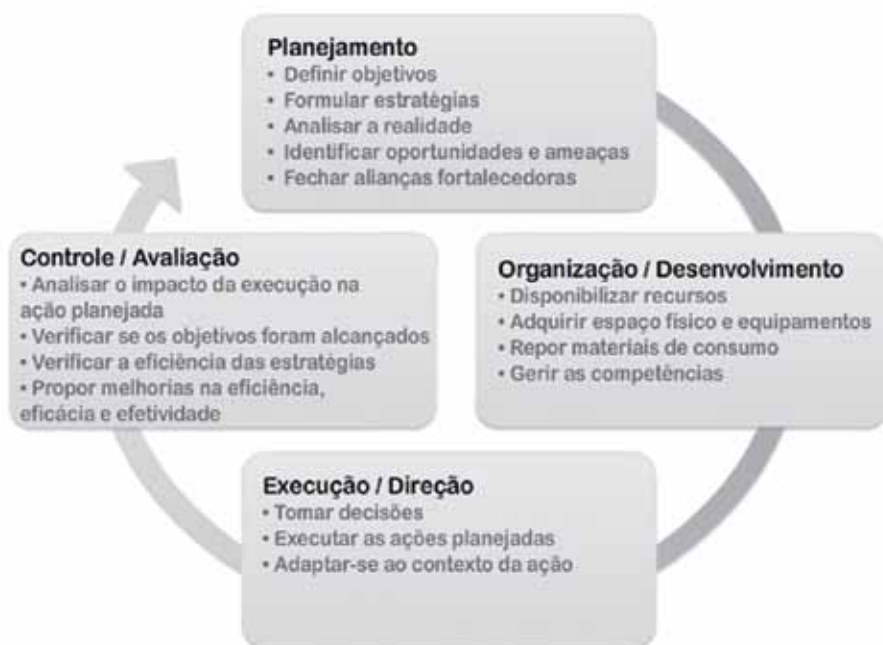 Planejamento
• Definir objetivos
• Formular estratégias
• Analisar a realidade
• Identificar oportunidades e ameaças
• Fechar alianças fortalecedoras
Organização / Desenvolvimento
• Disponibilizar recursos
• Adquirir espaço físico e equipamentos
• Repor materiais de consumo
• Gerir as competências
Execução / Direção
• Tomar decisões
• Executar as ações planejadas
• Adaptar-se ao contexto da ação
Controle / Avaliação
• Analisar o impacto da execução na
ação planejada
• Verificar se os objetivos foram alcançados
• Verificar a eficiência das estratégias
• Propor melhorias na eficiência,
eficácia e efetividade